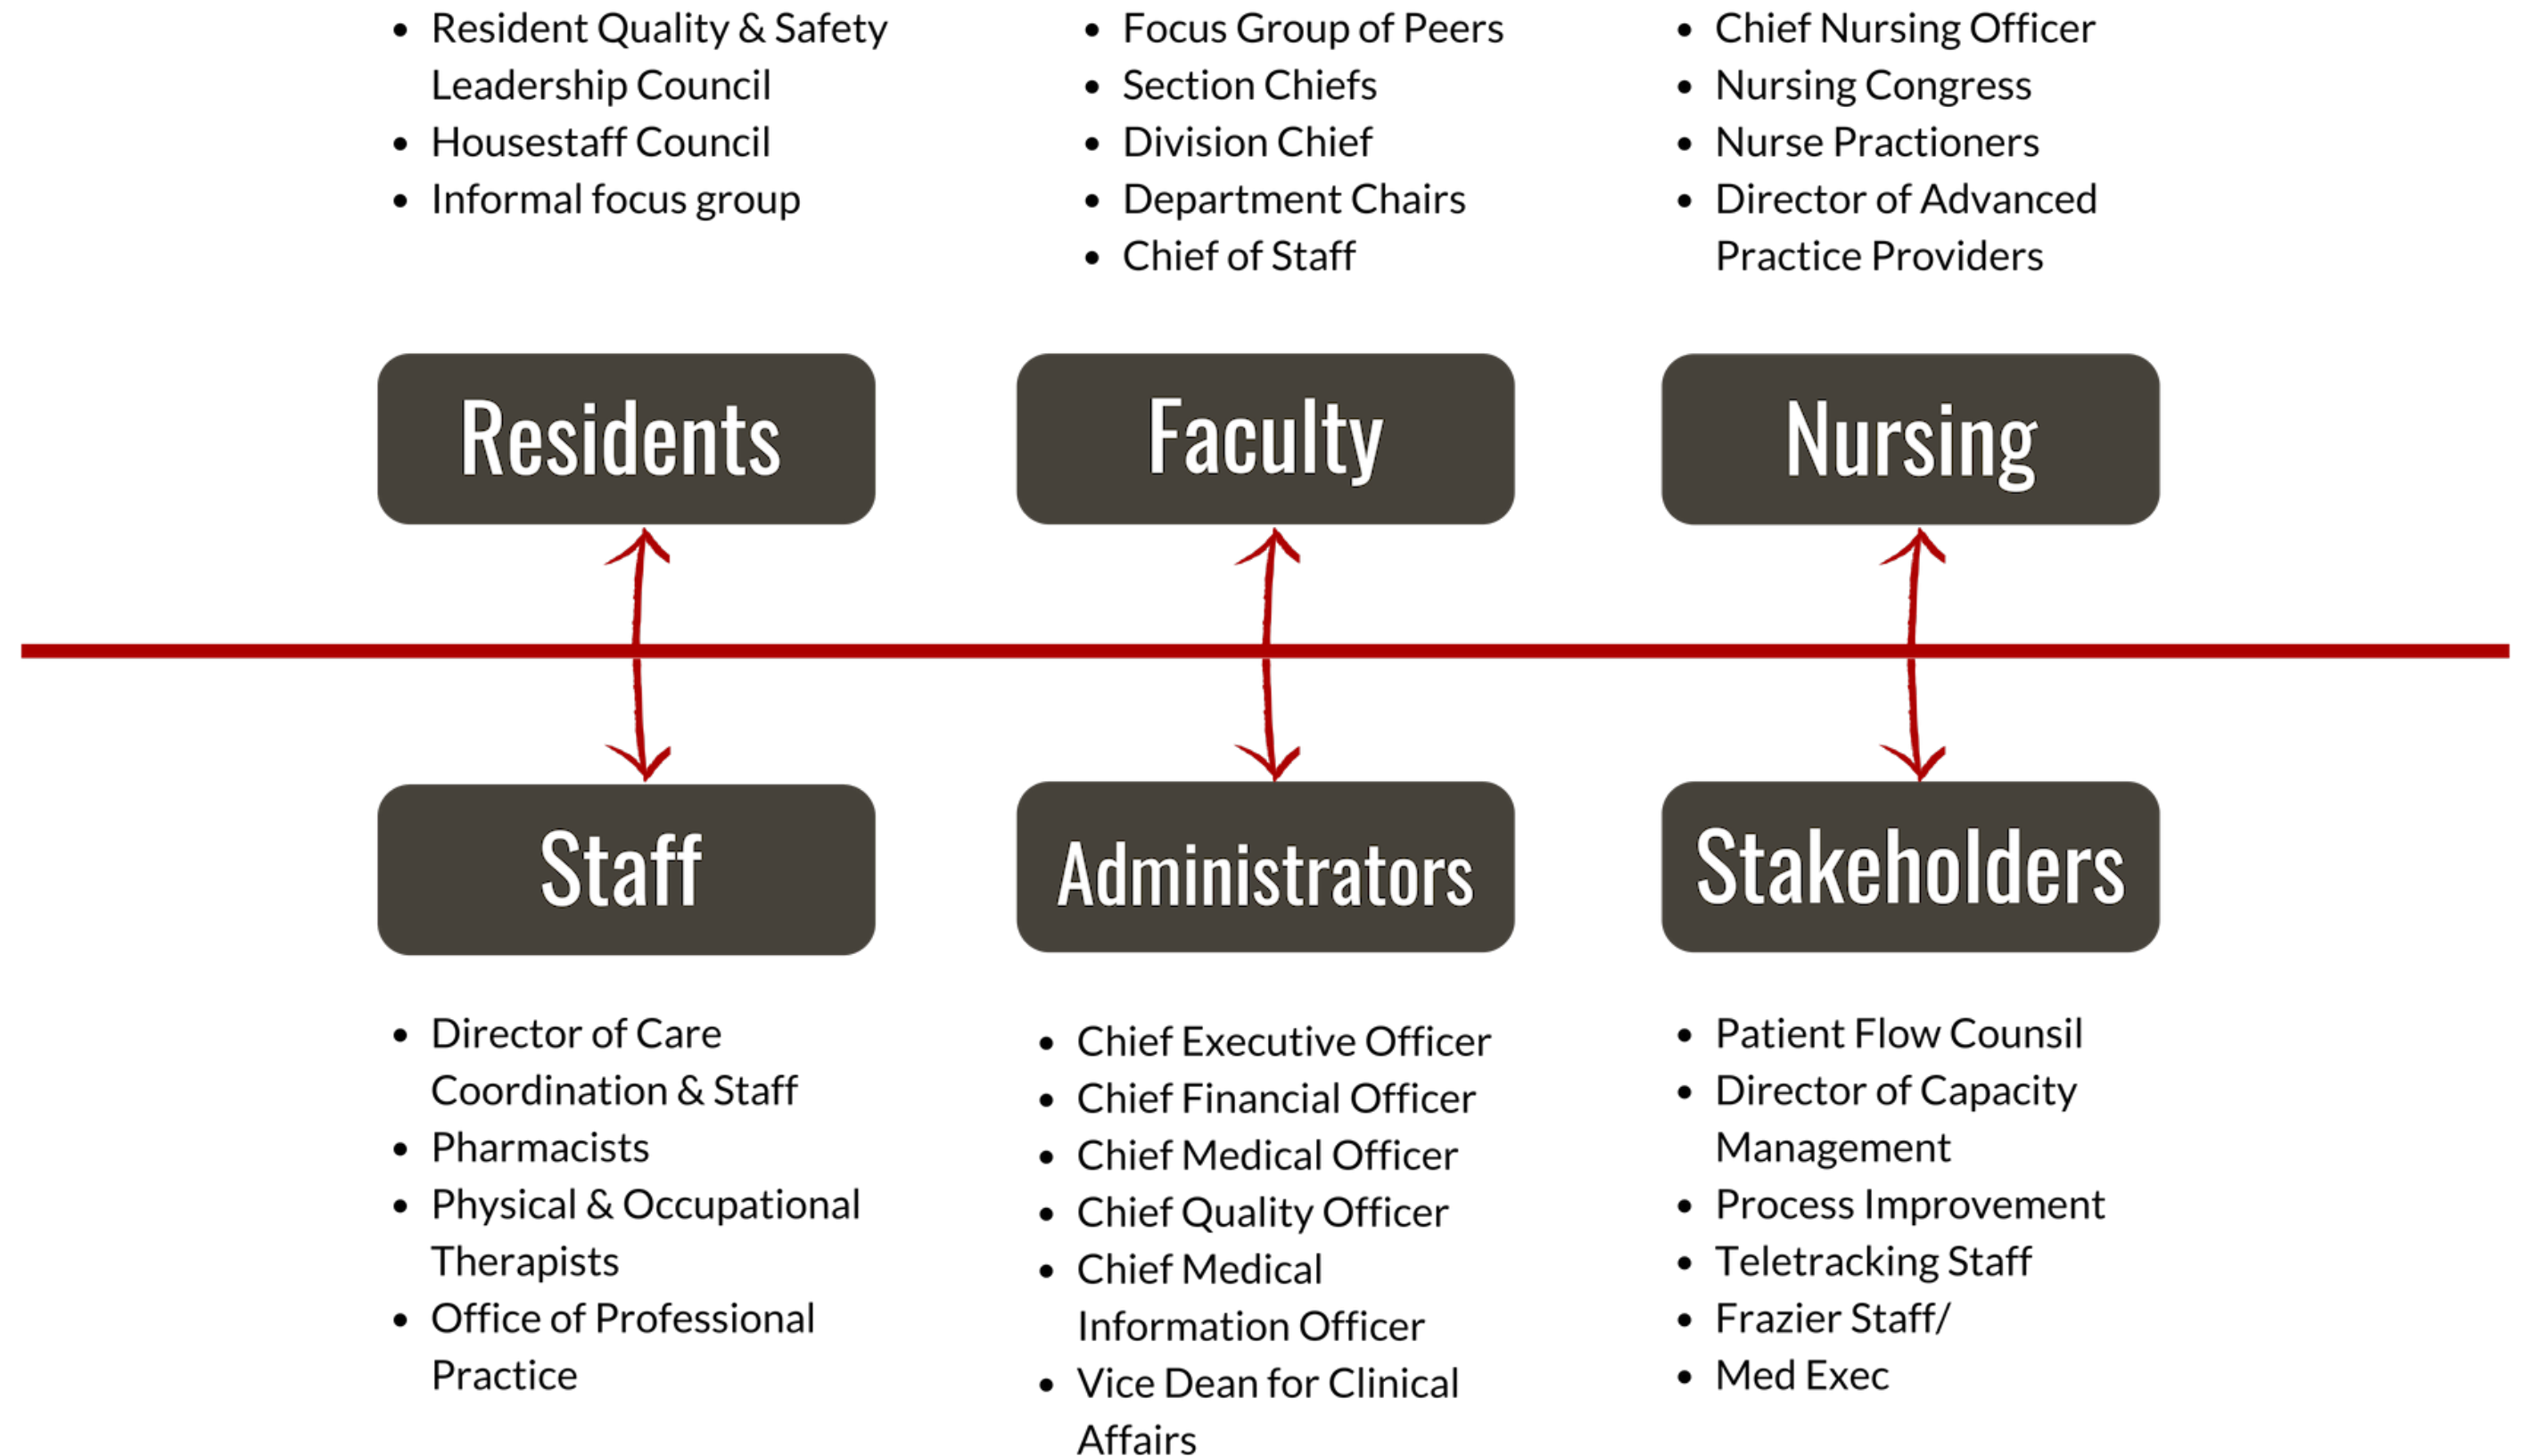 • Resident Quality & Safety
Leadership Council
• Housestaff Council
• Informal focus group
• Focus Group of Peers
• Section Chiefs
• Division Chief
• Department Chairs
• Chief of Staff
• Chief Nursing Officer
• Nursing Congress
• Nurse Practioners
• Director of Advanced
Practice Providers
Residents
Faculty
Nursing
Staff
Administrators
Stakeholders
• Director of Care
Coordination & Staff
• Pharmacists
• Physical & Occupational
Therapists
• Office of Professional
Practice
• Chief Executive Officer
• Chief Financial Officer
• Chief Medical Officer
• Chief Quality Officer
• Chief Medical
Information Officer
• Vice Dean for Clinical
Affairs
• Patient Flow Counsil
• Director of Capacity
Management
• Process Improvement
• Teletracking Staff
• Frazier Staff/
• Med Exec